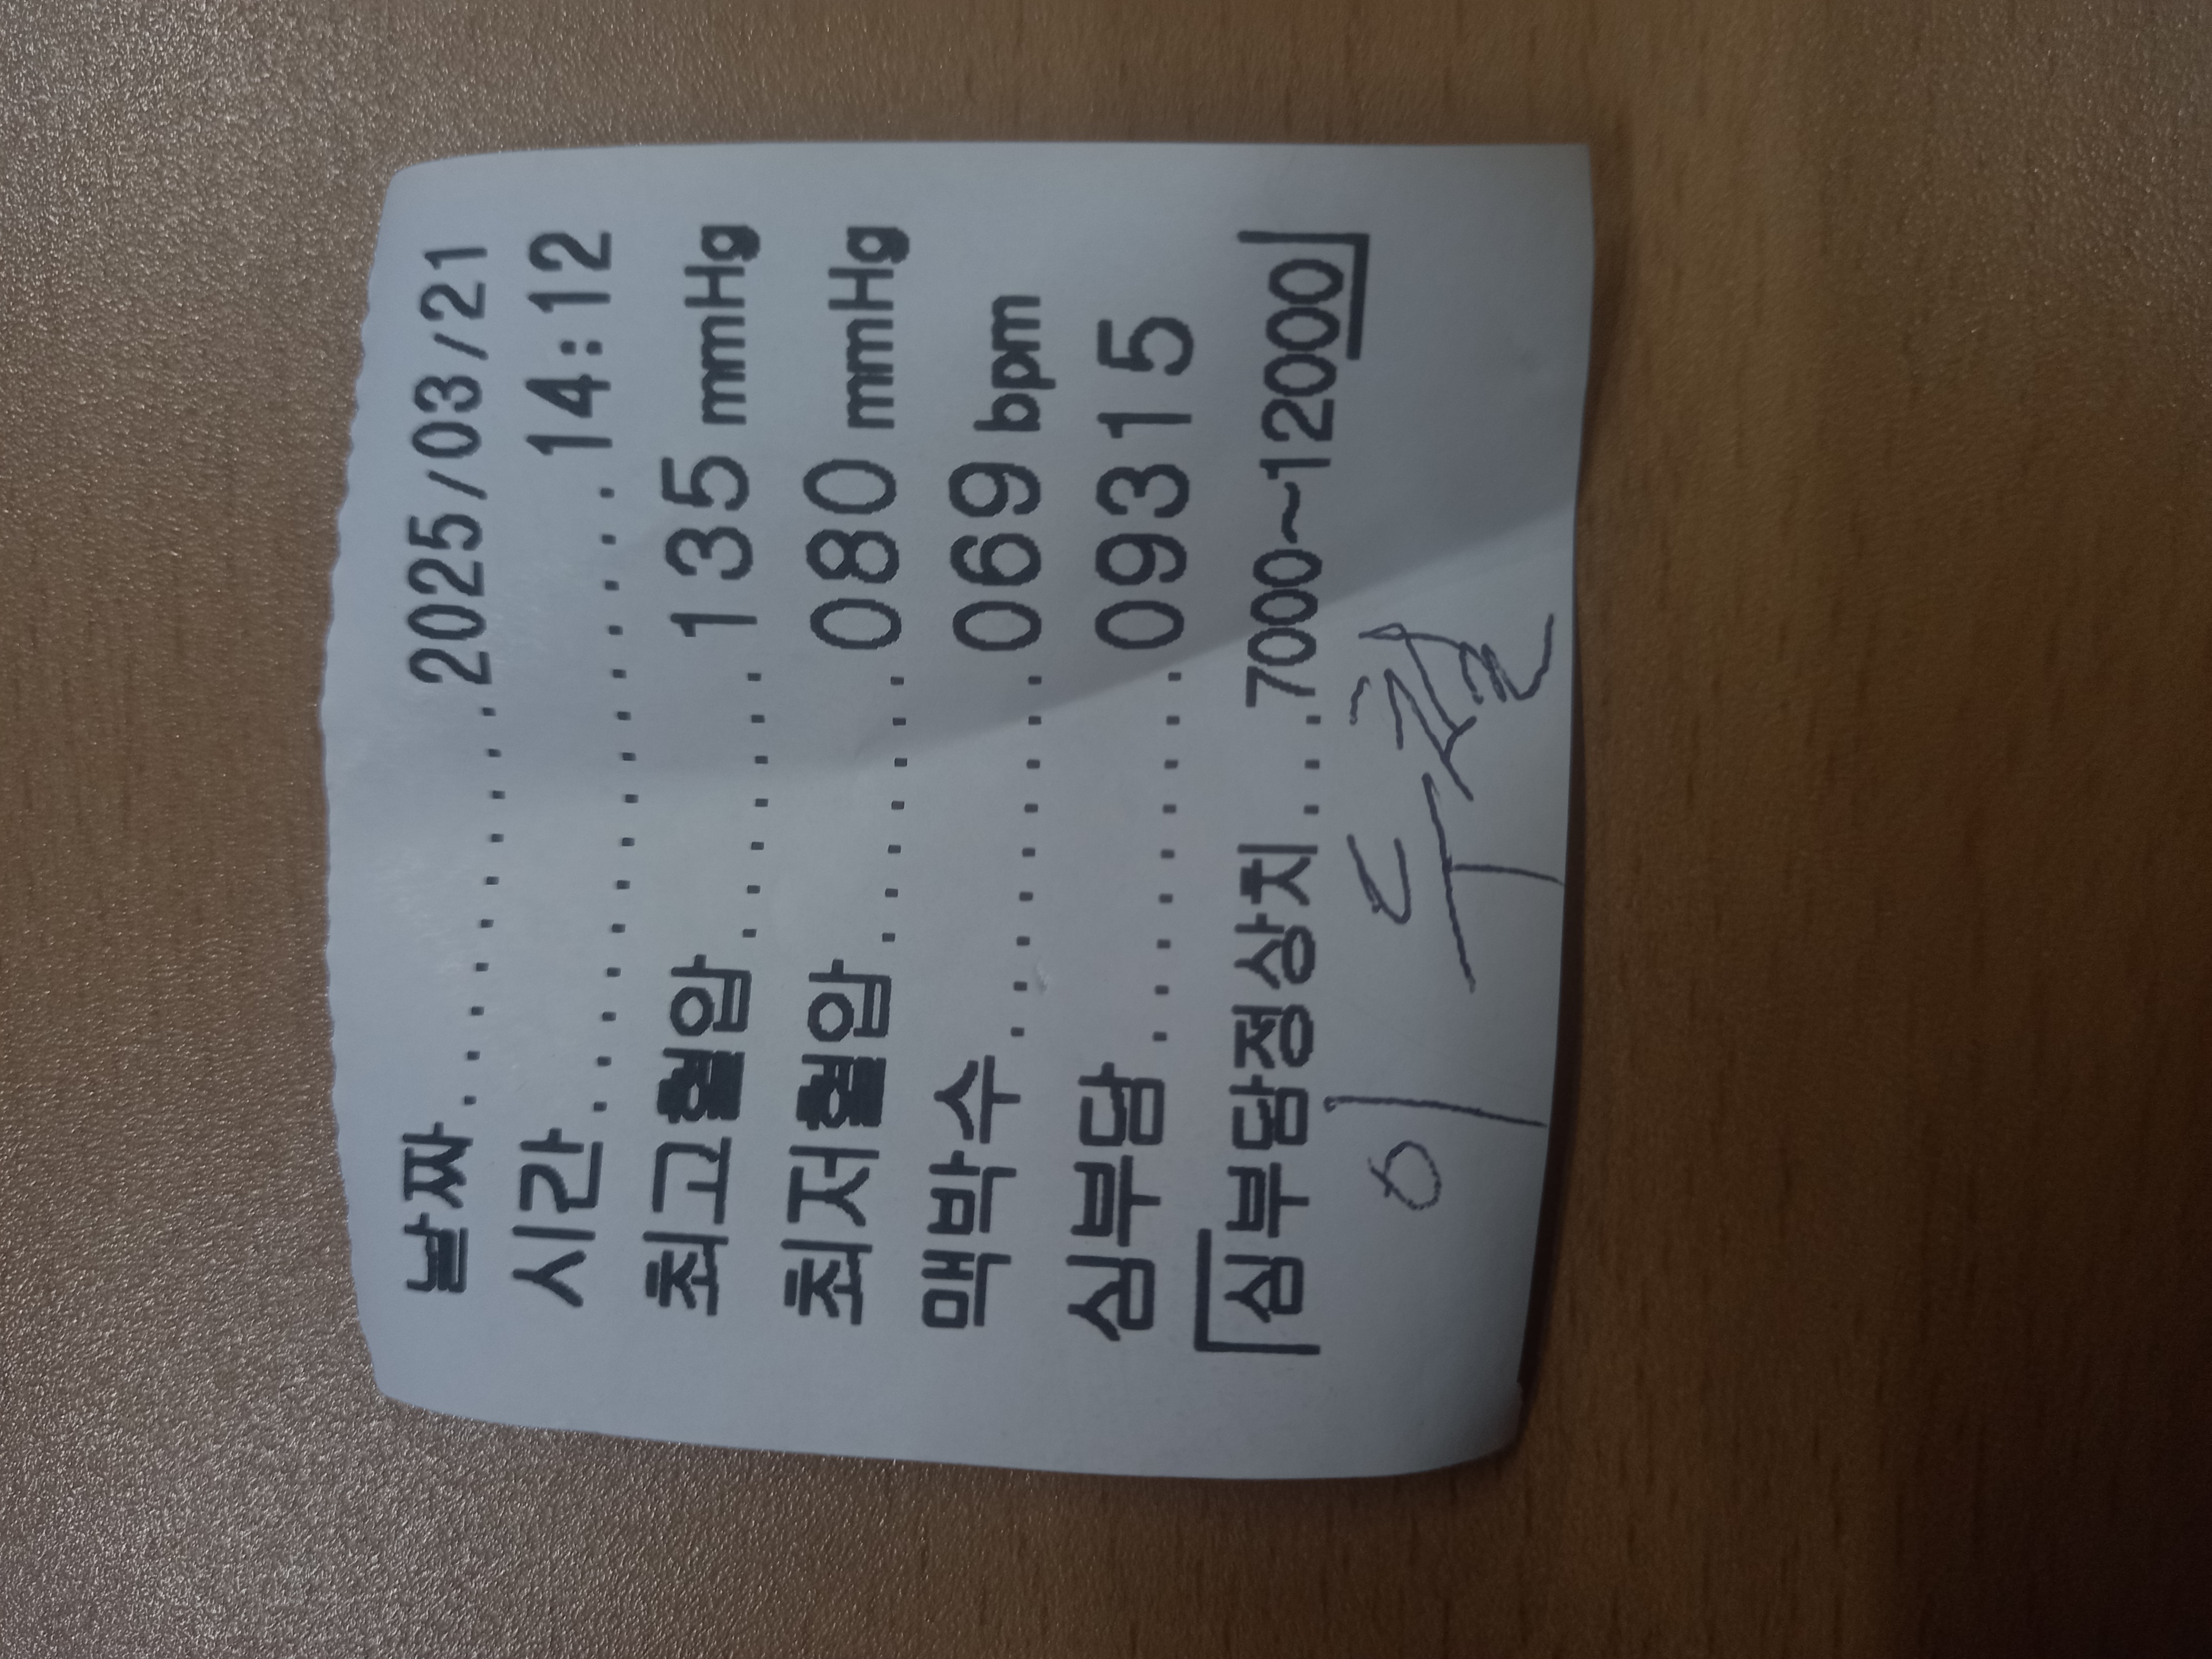 날짜..........2025/03/21
시간...............14:12
최고혈압.......135 mmHg
최저혈압.......080 mmHg
맥박수.........069 bpm
심부담.........09315
심부담정상치...7000~12000
이두철